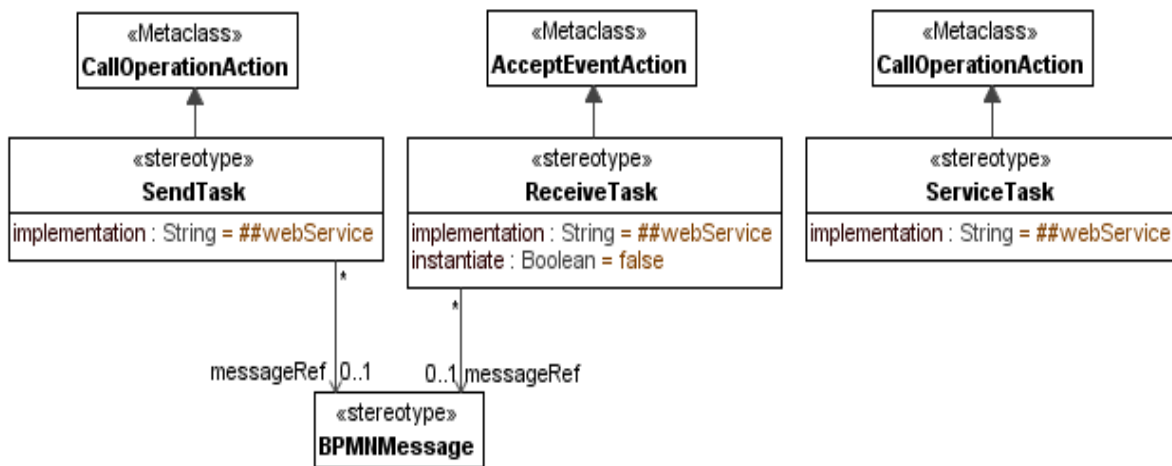 «Metaclass»
CallOperationAction
«Metaclass»
AcceptEventAction
«Metaclass»
CallOperationAction
«stereotype»
SendTask
implementation : String = ##webService
«stereotype»
ReceiveTask
implementation : String = ##webService
instantiate : Boolean = false
«stereotype»
ServiceTask
implementation : String = ##webService
*
*
messageRef 0..1
0..1 messageRef
«stereotype»
BPMNMessage